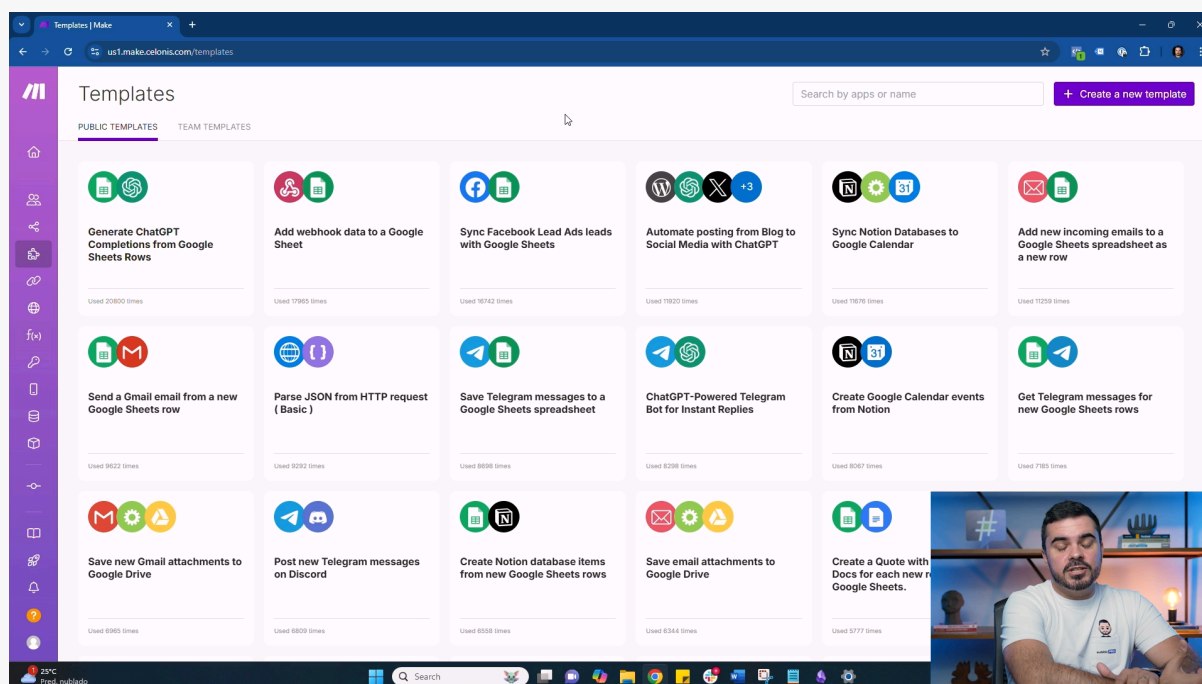 Templates | Make
us1.make.celonis.com/templates
Templates
Search by apps or name
+ Create a new template
PUBLIC TEMPLATES
TEAM TEMPLATES
Generate ChatGPT
Completions from Google
Sheets Rows
Used 20800 times
Add webhook data to a Google
Sheet
Used 17965 times
Sync Facebook Lead Ads leads
with Google Sheets
Used 16742 times
+3
Automate posting from Blog to
Social Media with ChatGPT
Used 11920 times
31
Sync Notion Databases to
Google Calendar
Used 11676 times
Add new incoming emails to a
Google Sheets spreadsheet as
a new row
Used 11259 times
Send a Gmail email from a new
Google Sheets row
Used 9622 times
Parse JSON from HTTP request
( Basic )
Used 9292 times
Save Telegram messages to a
Google Sheets spreadsheet
Used 8698 times
ChatGPT-Powered Telegram
Bot for Instant Replies
Used 8298 times
31
Create Google Calendar events
from Notion
Used 8067 times
Get Telegram messages for
new Google Sheets rows
Used 7185 times
Save new Gmail attachments to
Google Drive
Used 6965 times
Post new Telegram messages
on Discord
Used 6809 times
Create Notion database items
from new Google Sheets rows
Used 6558 times
Save email attachments to
Google Drive
Used 6344 times
Create a Quote with
Docs for each new
Google Sheets.
Used 5777 times
f(x)
25°C
Pred. nublado
Search